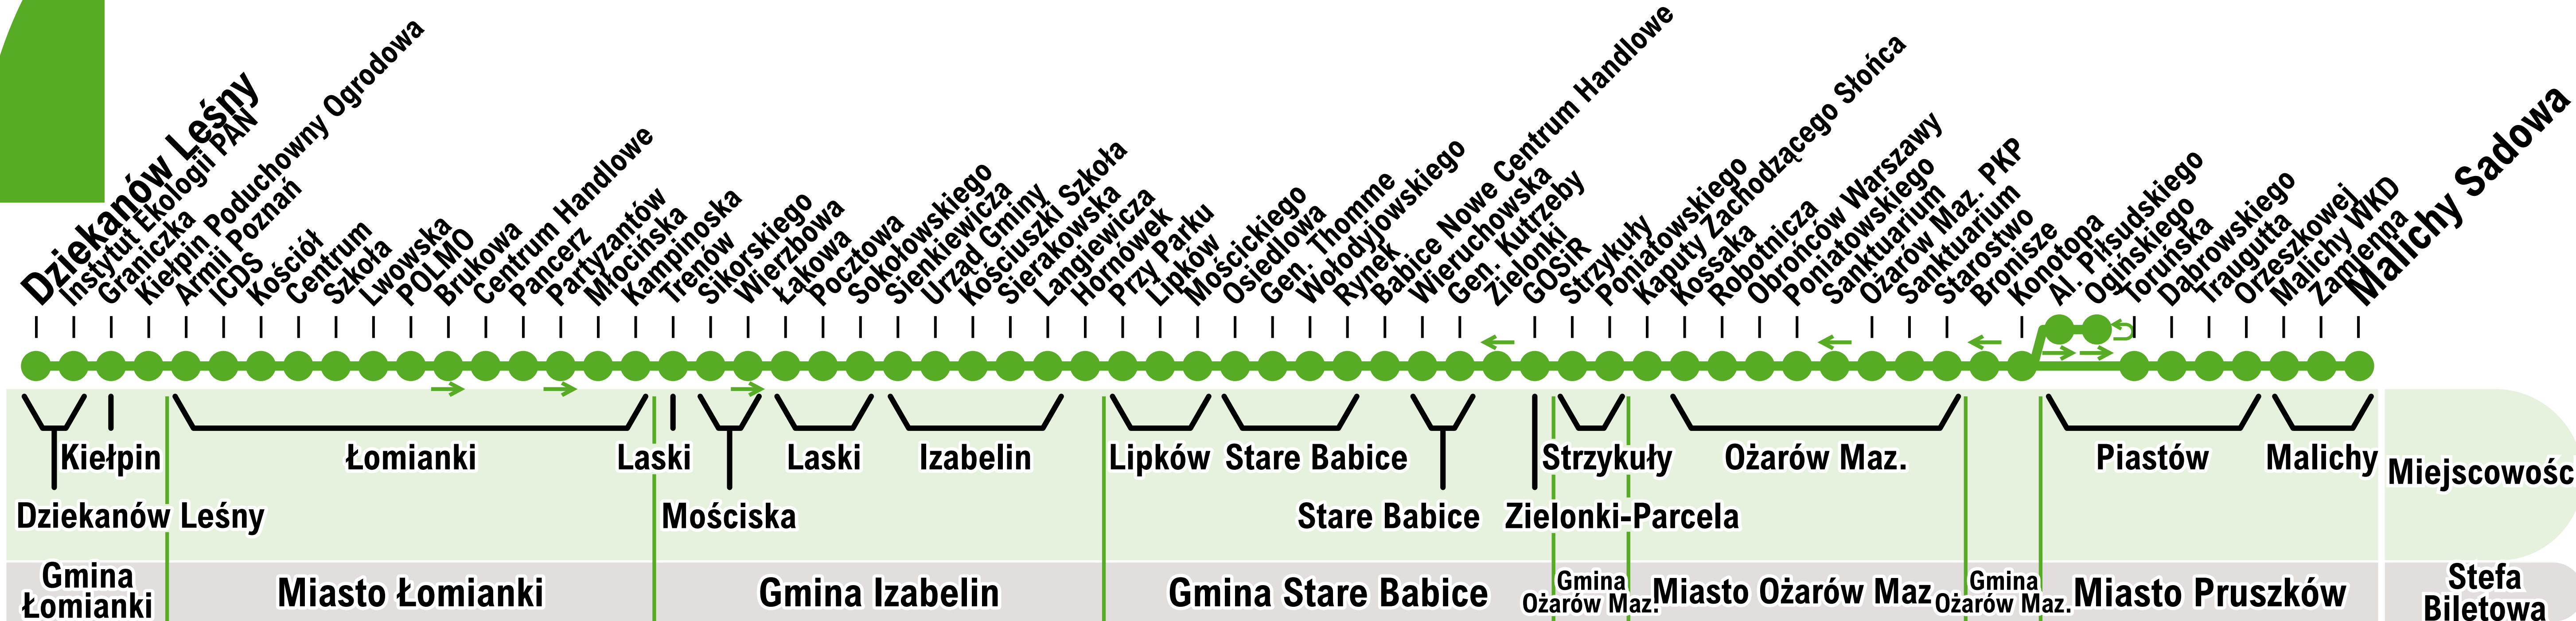 Dziekanów Leśny
Instytut Ekologii PAN
Graniczka
Kiełpin Poduchowny Ogrodowa
Armii Poznań
ICDS
Kościół
Centrum
Szkoła
Lwowska
POLMO
Brukowa
Centrum Handlowe
Pancerz
Partyzantów
Młocińska
Kampinoska
Trenów
Sikorskiego
Wierzbowa
Łąkowa
Pocztowa
Sokołowskiego
Sienkiewicza
Urząd Gminy
Kościuszki Szkoła
Sierakowska
Langiewicza
Hornówek
Przy Parku
Lipków
Mościckiego
Osiedlowa
Gen. Thomme
Wołodyjowskiego
Rynek
Babice Nowe Centrum Handlowe
Wieruchowska
Gen. Kutrzeby
Zielonki
GOSiR
Strzykuły
Poniatowskiego
Kaputy Zachodzącego Słońca
Kossaka
Robotnicza
Obrońców Warszawy
Poniatowskiego
Sanktuarium
Ożarów Maz. PKP
Sanktuarium
Starostwo
Bronisze
Konotopa
Al. Piłsudskiego
Ogińskiego
Toruńska
Dąbrowskiego
Traugutta
Orzeszkowej
Malichy WKD
Zamienna
Malichy Sadowa
Kiełpin
Łomianki
Laski
Laski
Izabelin
Lipków
Stare Babice
Strzykuły
Ożarów Maz.
Piastów
Malichy
Miejscowośc
Dziekanów Leśny
Mościska
Stare Babice
Zielonki-Parcela
Gmina
Łomianki
Miasto Łomianki
Gmina Izabelin
Gmina Stare Babice
Gmina
Ożarów Maz.
Miasto Ożarów Maz
Gmina
Ożarów Maz.
Miasto Pruszków
Stefa
Biletowa